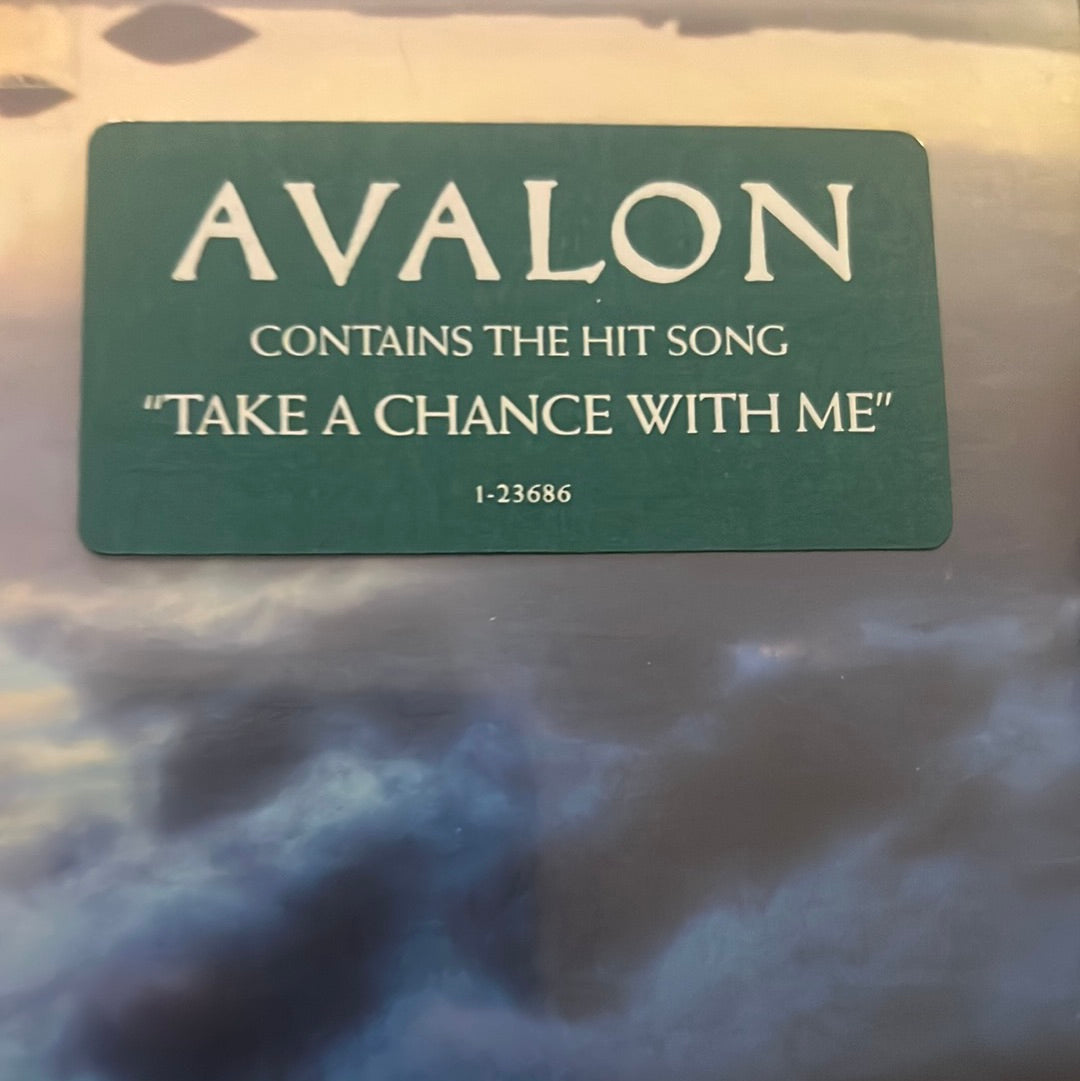 AVALON
CONTAINS THE HIT SONG
“TAKE A CHANCE WITH ME”
1-23686